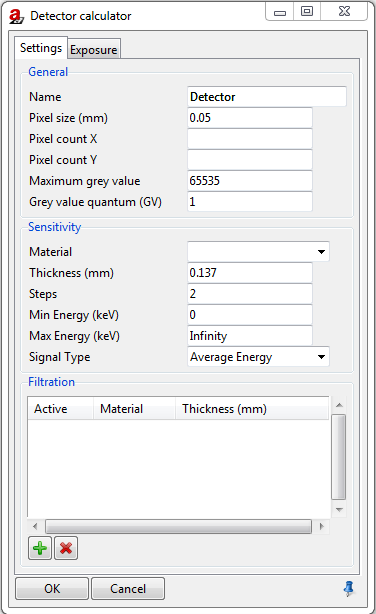 Detector calculator
Settings Exposure
General
Name Detector
Pixel size (mm) 0.05
Pixel count X
Pixel count Y
Maximum grey value 65535
Grey value quantum (GV) 1
Sensitivity
Material
Thickness (mm) 0.137
Steps 2
Min Energy (keV) 0
Max Energy (keV) Infinity
Signal Type Average Energy
Filtration
Active Material Thickness (mm)
OK Cancel